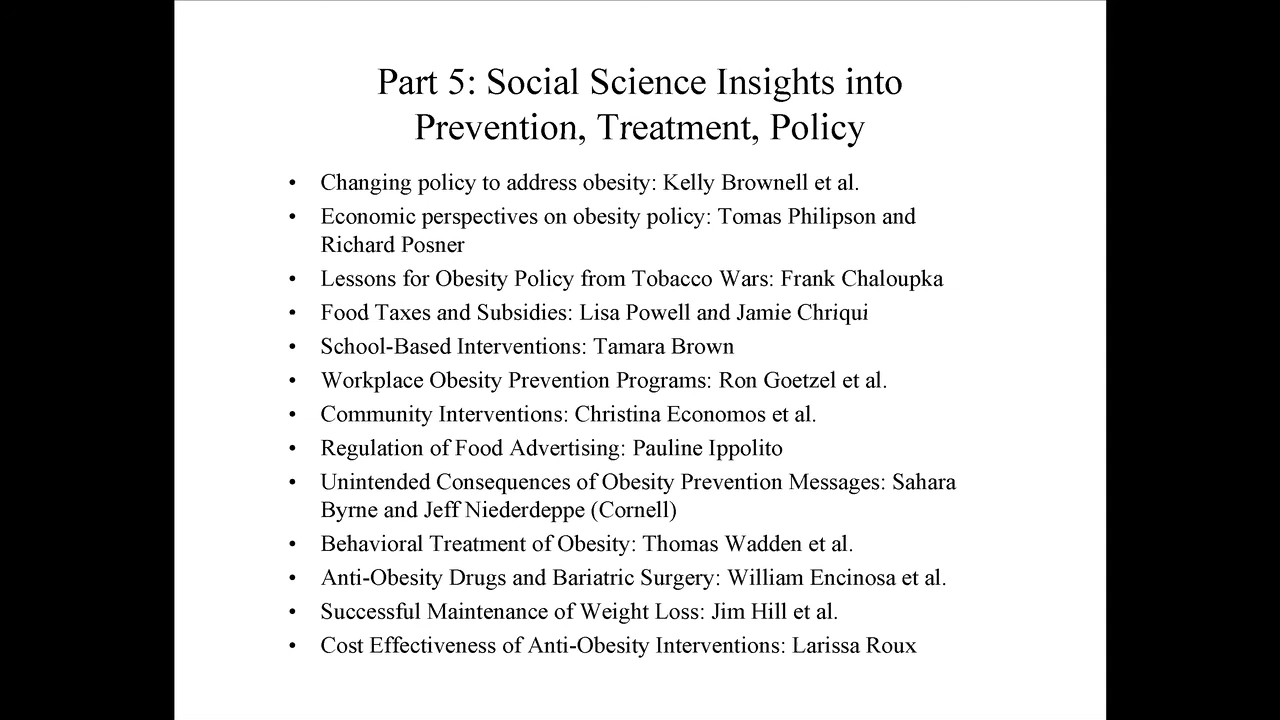 Part 5: Social Science Insights into
Prevention, Treatment, Policy
• Changing policy to address obesity: Kelly Brownell et al.
• Economic perspectives on obesity policy: Tomas Philipson and
Richard Posner
• Lessons for Obesity Policy from Tobacco Wars: Frank Chaloupka
• Food Taxes and Subsidies: Lisa Powell and Jamie Chriqui
• School-Based Interventions: Tamara Brown
• Workplace Obesity Prevention Programs: Ron Goetzel et al.
• Community Interventions: Christina Economos et al.
• Regulation of Food Advertising: Pauline Ippolito
• Unintended Consequences of Obesity Prevention Messages: Sahara
Byrne and Jeff Niederdeppe (Cornell)
• Behavioral Treatment of Obesity: Thomas Wadden et al.
• Anti-Obesity Drugs and Bariatric Surgery: William Encinosa et al.
• Successful Maintenance of Weight Loss: Jim Hill et al.
• Cost Effectiveness of Anti-Obesity Interventions: Larissa Roux